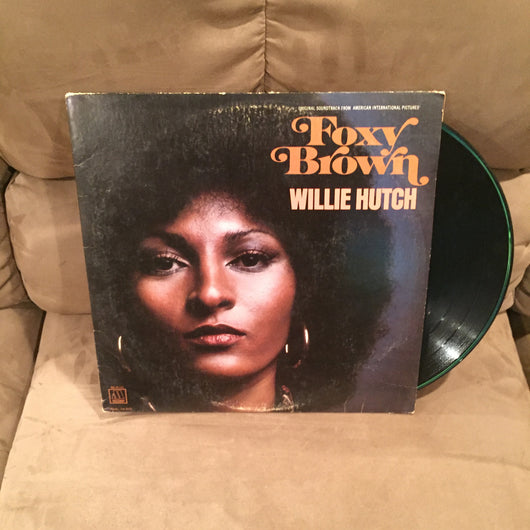 ORIGINAL SOUNDTRACK FROM AMERICAN INTERNATIONAL PICTURES'
Foxy
Brown
WILLIE HUTCH